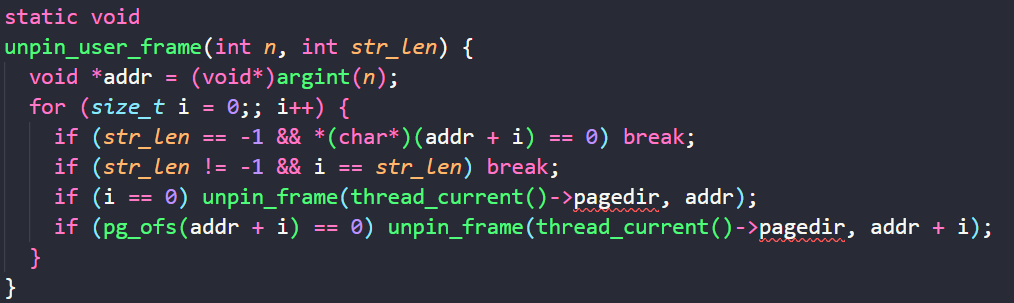 static void
unpin_user_frame(int n, int str_len) {
  void *addr = (void*)argint(n);
  for (size_t i = 0;; i++) {
    if (str_len == -1 && *(char*)(addr + i) == 0) break;
    if (str_len != -1 && i == str_len) break;
    if (i == 0) unpin_frame(thread_current()->pagedir, addr);
    if (pg_ofs(addr + i) == 0) unpin_frame(thread_current()->pagedir, addr + i);
  }
}